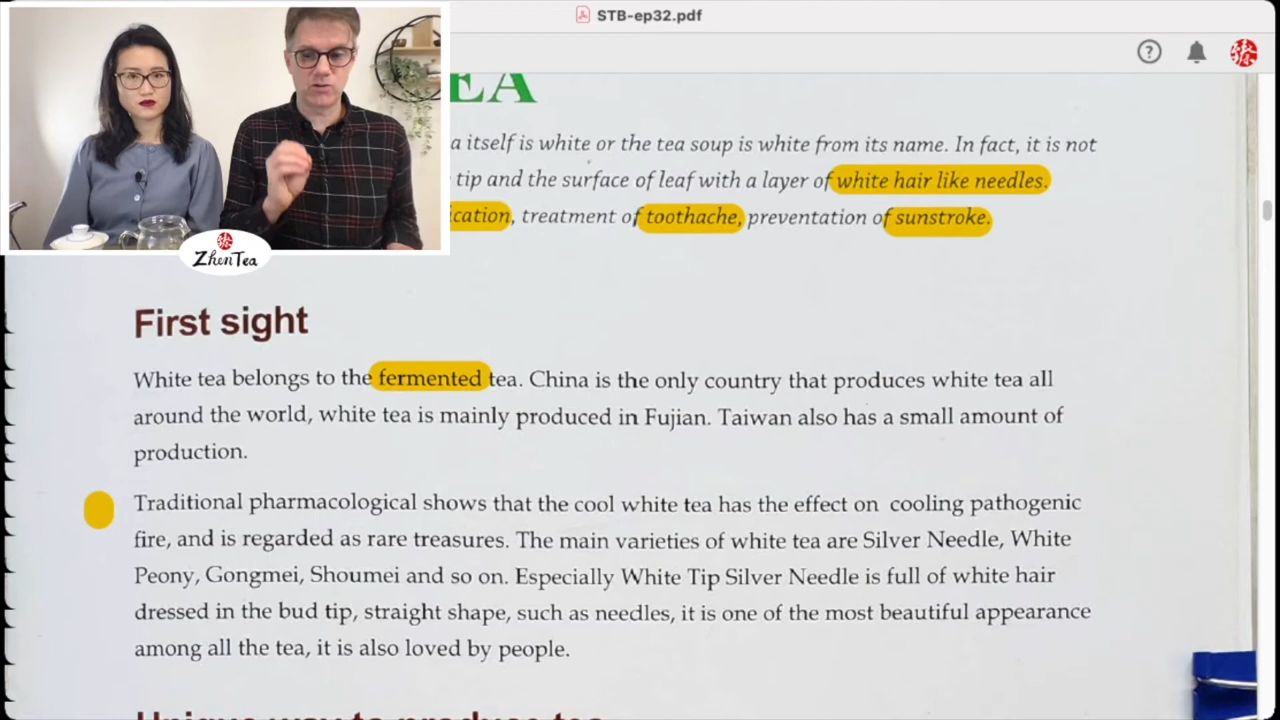 STB-ep32.pdf
EA
a itself is white or the tea soup is white from its name. In fact, it is not
tip and the surface of leaf with a layer of white hair like needles.
ication, treatment of toothache, preventation of sunstroke.
ZhenTea
First sight
White tea belongs to the fermented tea. China is the only country that produces white tea all
around the world, white tea is mainly produced in Fujian. Taiwan also has a small amount of
production.
Traditional pharmacological shows that the cool white tea has the effect on cooling pathogenic
fire, and is regarded as rare treasures. The main varieties of white tea are Silver Needle, White
Peony, Gongmei, Shoumei and so on. Especially White Tip Silver Needle is full of white hair
dressed in the bud tip, straight shape, such as needles, it is one of the most beautiful appearance
among all the tea, it is also loved by people.
Unique way to produce tea